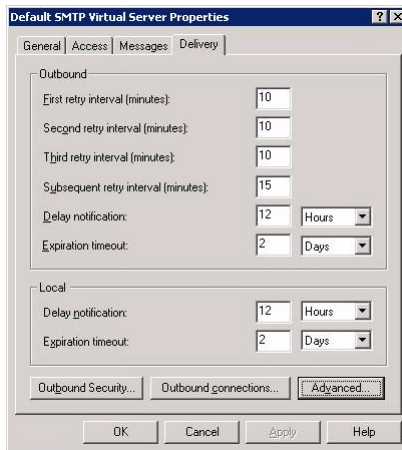 Default SMTP Virtual Server Properties
General Access Messages Delivery
Outbound
First retry interval (minutes): 10
Second retry interval (minutes): 10
Third retry interval (minutes): 10
Subsequent retry interval (minutes): 15
Delay notification: 12 Hours
Expiration timeout: 2 Days
Local
Delay notification: 12 Hours
Expiration timeout: 2 Days
Outbound Security... Outbound connections... Advanced...
OK Cancel Apply Help